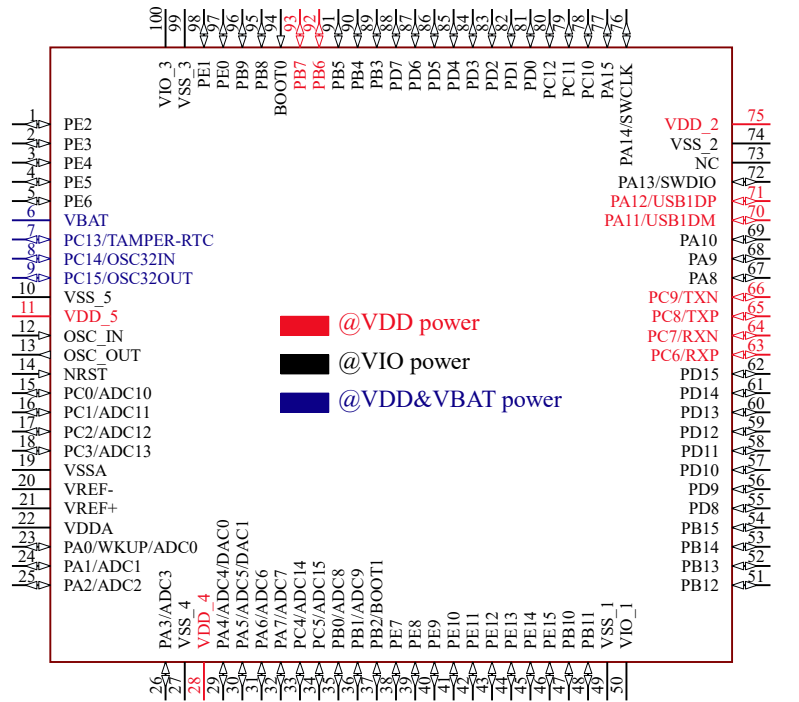 100 99 98 97 96 95 94 93 92 91 90 89 88 87 86 85 84 83 82 81 80 79 78 77 76
VIO_3 VSS_3 PE1 PE0 PB9 PB8 BOOT0 PB7 PB6 PB5 PB4 PB3 PD7 PD6 PD5 PD4 PD3 PD2 PD1 PD0 PC12 PC11 PC10 PA15 PA14/SWCLK
1 PE2
2 PE3
3 PE4
4 PE5
5 PE6
6 VBAT
7 PC13/TAMPER-RTC
8 PC14/OSC32IN
9 PC15/OSC32OUT
10 VSS_5
11 VDD_5
12 OSC_IN
13 OSC_OUT
14 NRST
15 PC0/ADC10
16 PC1/ADC11
17 PC2/ADC12
18 PC3/ADC13
19 VSSA
20 VREF-
21 VREF+
22 VDDA
23 PA0/WKUP/ADC0
24 PA1/ADC1
25 PA2/ADC2
@VDD power
@VIO power
@VDD&VBAT power
VDD_2 75
VSS_2 74
NC 73
PA13/SWDIO 72
PA12/USB1DP 71
PA11/USB1DM 70
PA10 69
PA9 68
PA8 67
PC9/TXN 66
PC8/TXP 65
PC7/RXN 64
PC6/RXP 63
PD15 62
PD14 61
PD13 60
PD12 59
PD11 58
PD10 57
PD9 56
PD8 55
PB15 54
PB14 53
PB13 52
PB12 51
PA3/ADC3 VSS_4 VDD_4 PA4/ADC4/DAC0 PA5/ADC5/DAC1 PA6/ADC6 PA7/ADC7 PC4/ADC14 PC5/ADC15 PB0/ADC8 PB1/ADC9 PB2/BOOT1 PE7 PE8 PE9 PE10 PE11 PE12 PE13 PE14 PE15 PB10 PB11 VSS_1 VIO_1
26 27 28 29 30 31 32 33 34 35 36 37 38 39 40 41 42 43 44 45 46 47 48 49 50